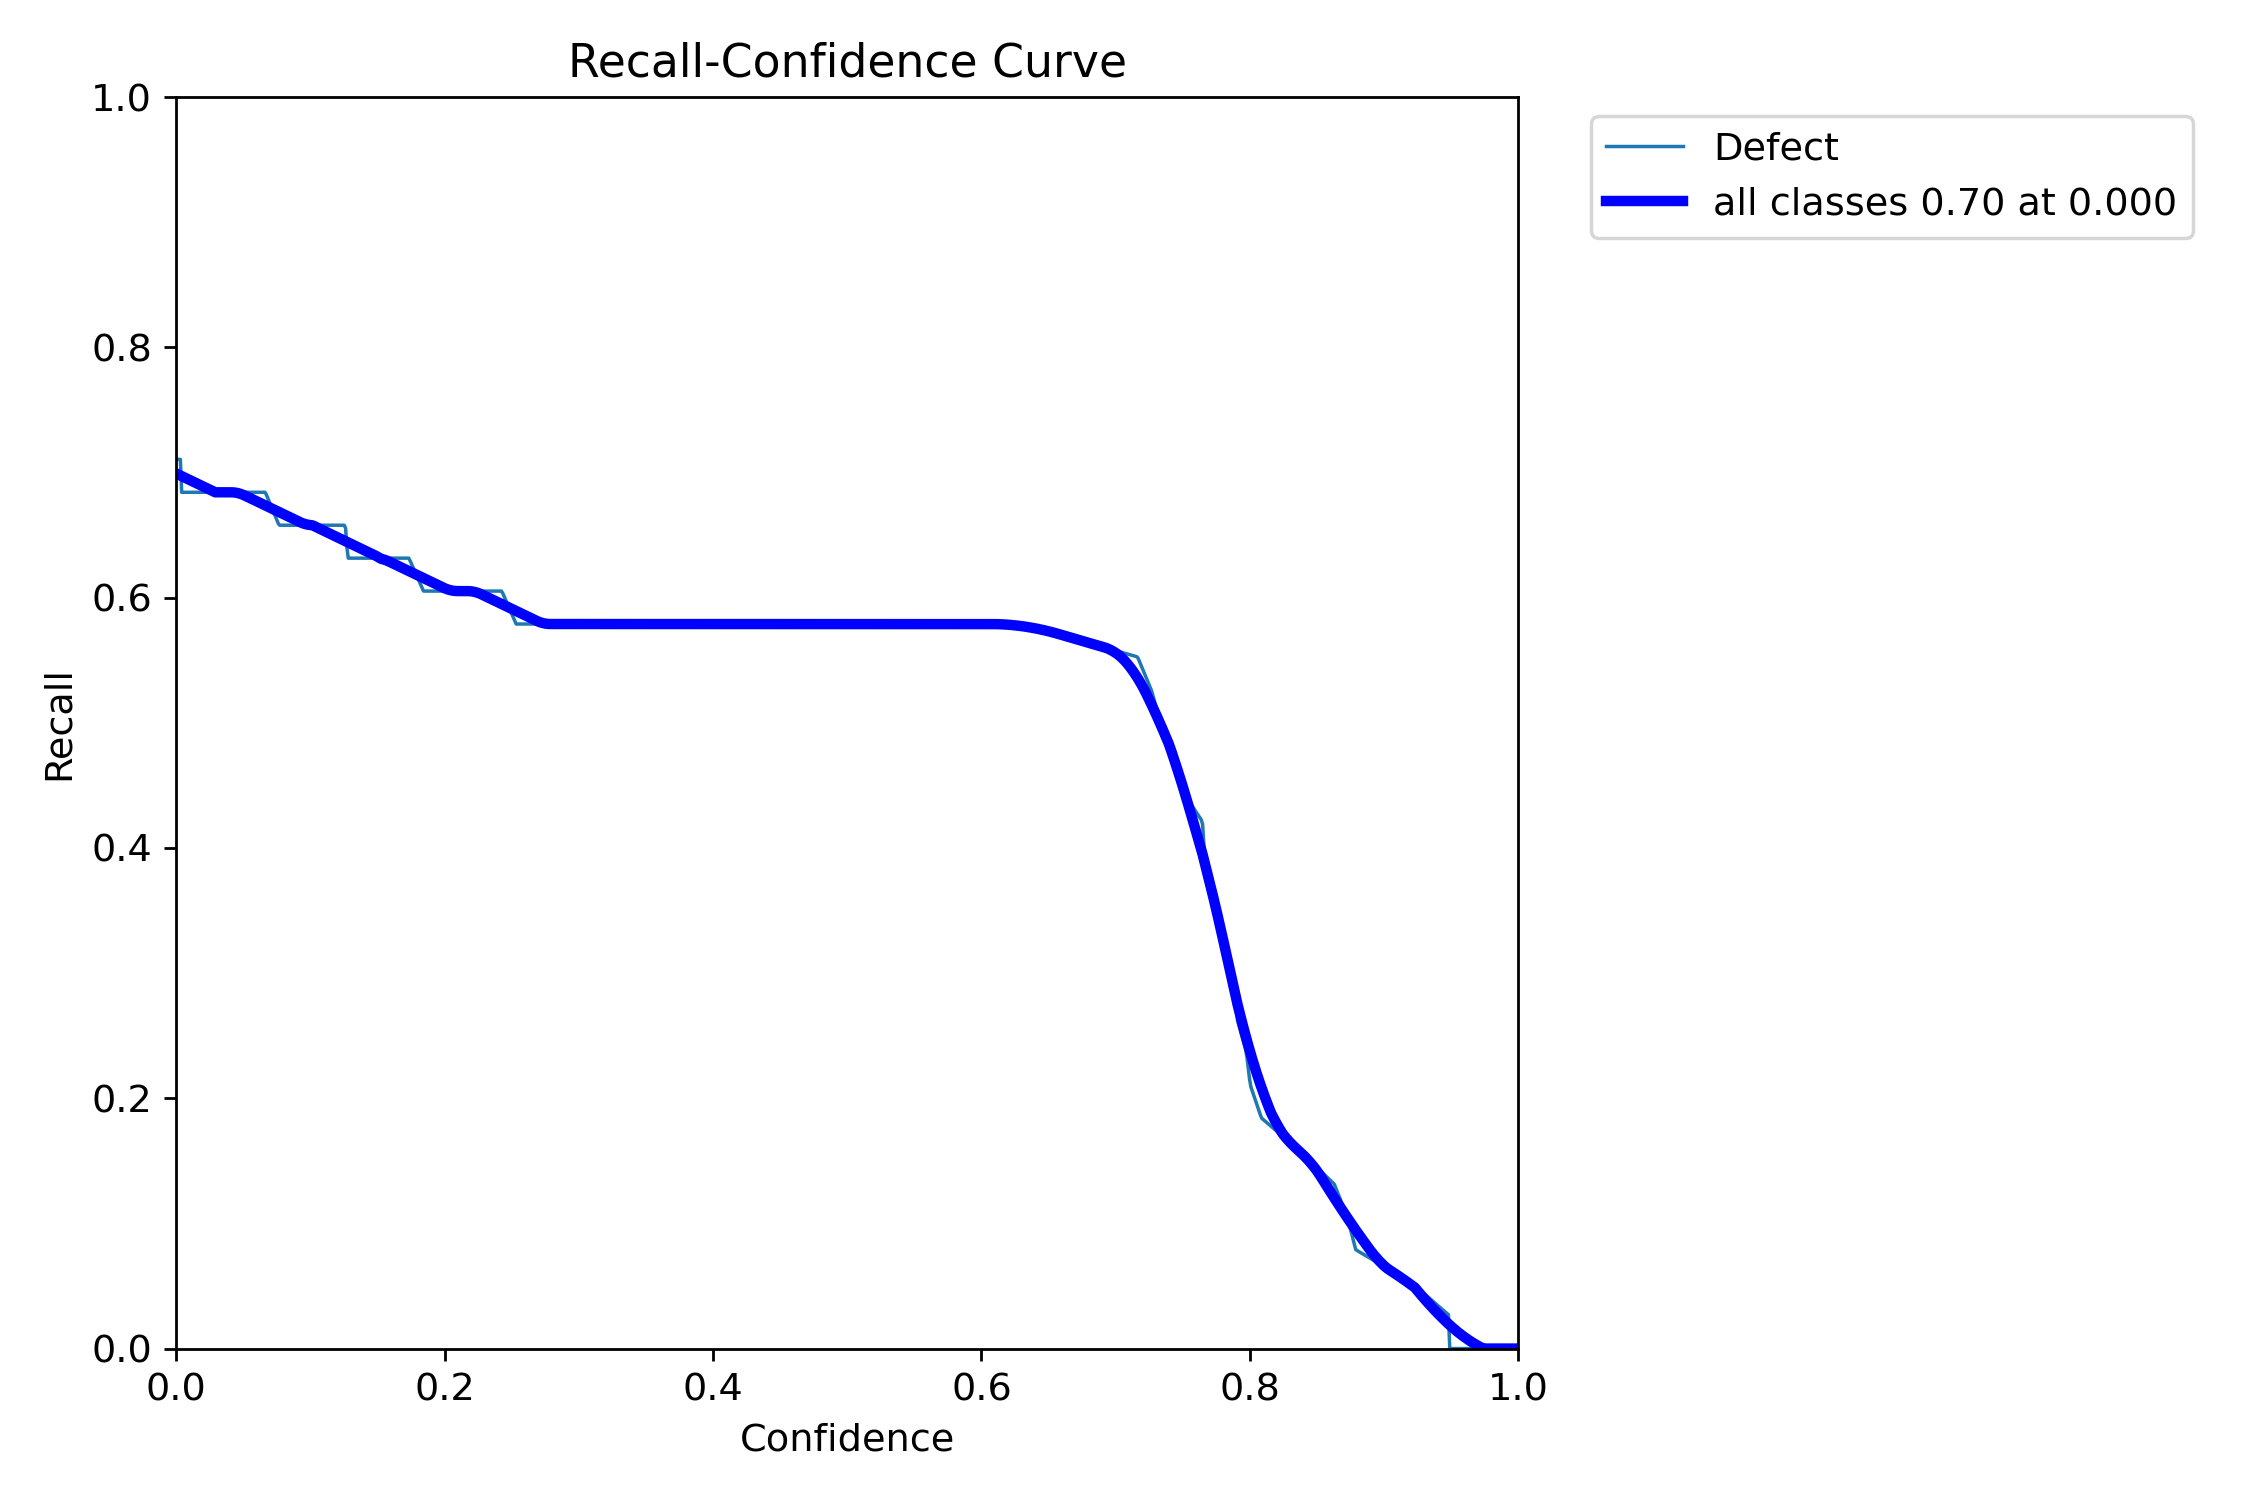 Recall-Confidence Curve
1.0
0.8
0.6
0.4
0.2
0.0
Recall
0.0 0.2 0.4 0.6 0.8 1.0
Confidence
Defect
all classes 0.70 at 0.000